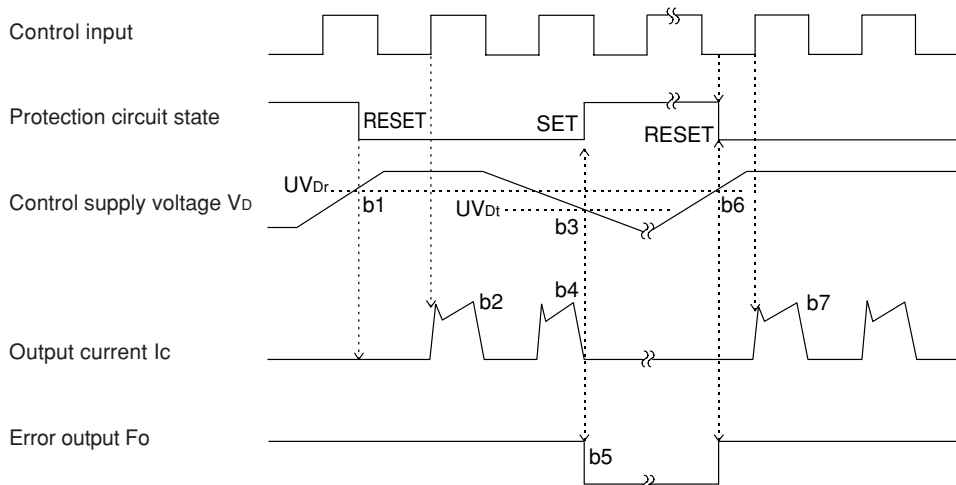 Control input
Protection circuit state
RESET
SET
RESET
UVDr
Control supply voltage VD
b1
UVDt
b3
b6
b2
b4
b7
Output current Ic
Error output Fo
b5